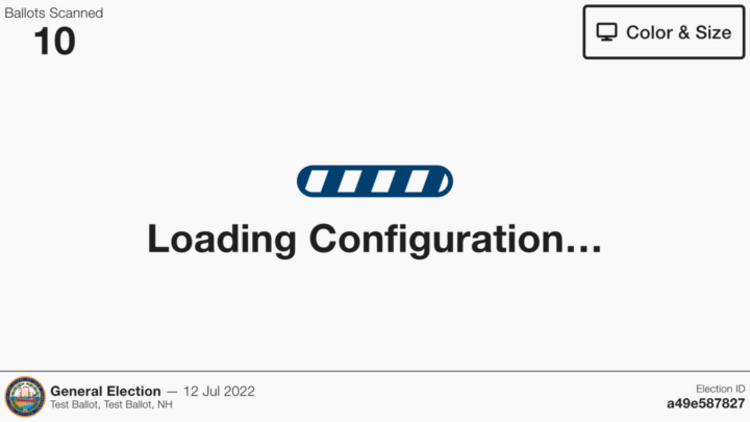 Ballots Scanned
10
Color & Size
Loading Configuration…
General Election — 12 Jul 2022
Test Ballot, Test Ballot, NH
Election ID
a49e587827